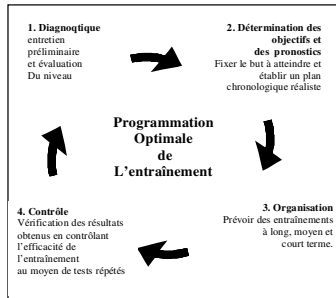 1. Diagnoqtique
entretien
préliminaire
et évaluation
Du niveau
2. Détermination des
objectifs et
des pronostics
Fixer le but à atteindre et
établir un plan
chronologique réaliste
Programmation
Optimale
de
L'entraînement
3. Organisation
Prévoir des entraînements
à long, moyen et
court terme.
4. Contrôle
Vérification des résultats
obtenus en contrôlant
l'efficacité de
l'entraînement
au moyen de tests répétés